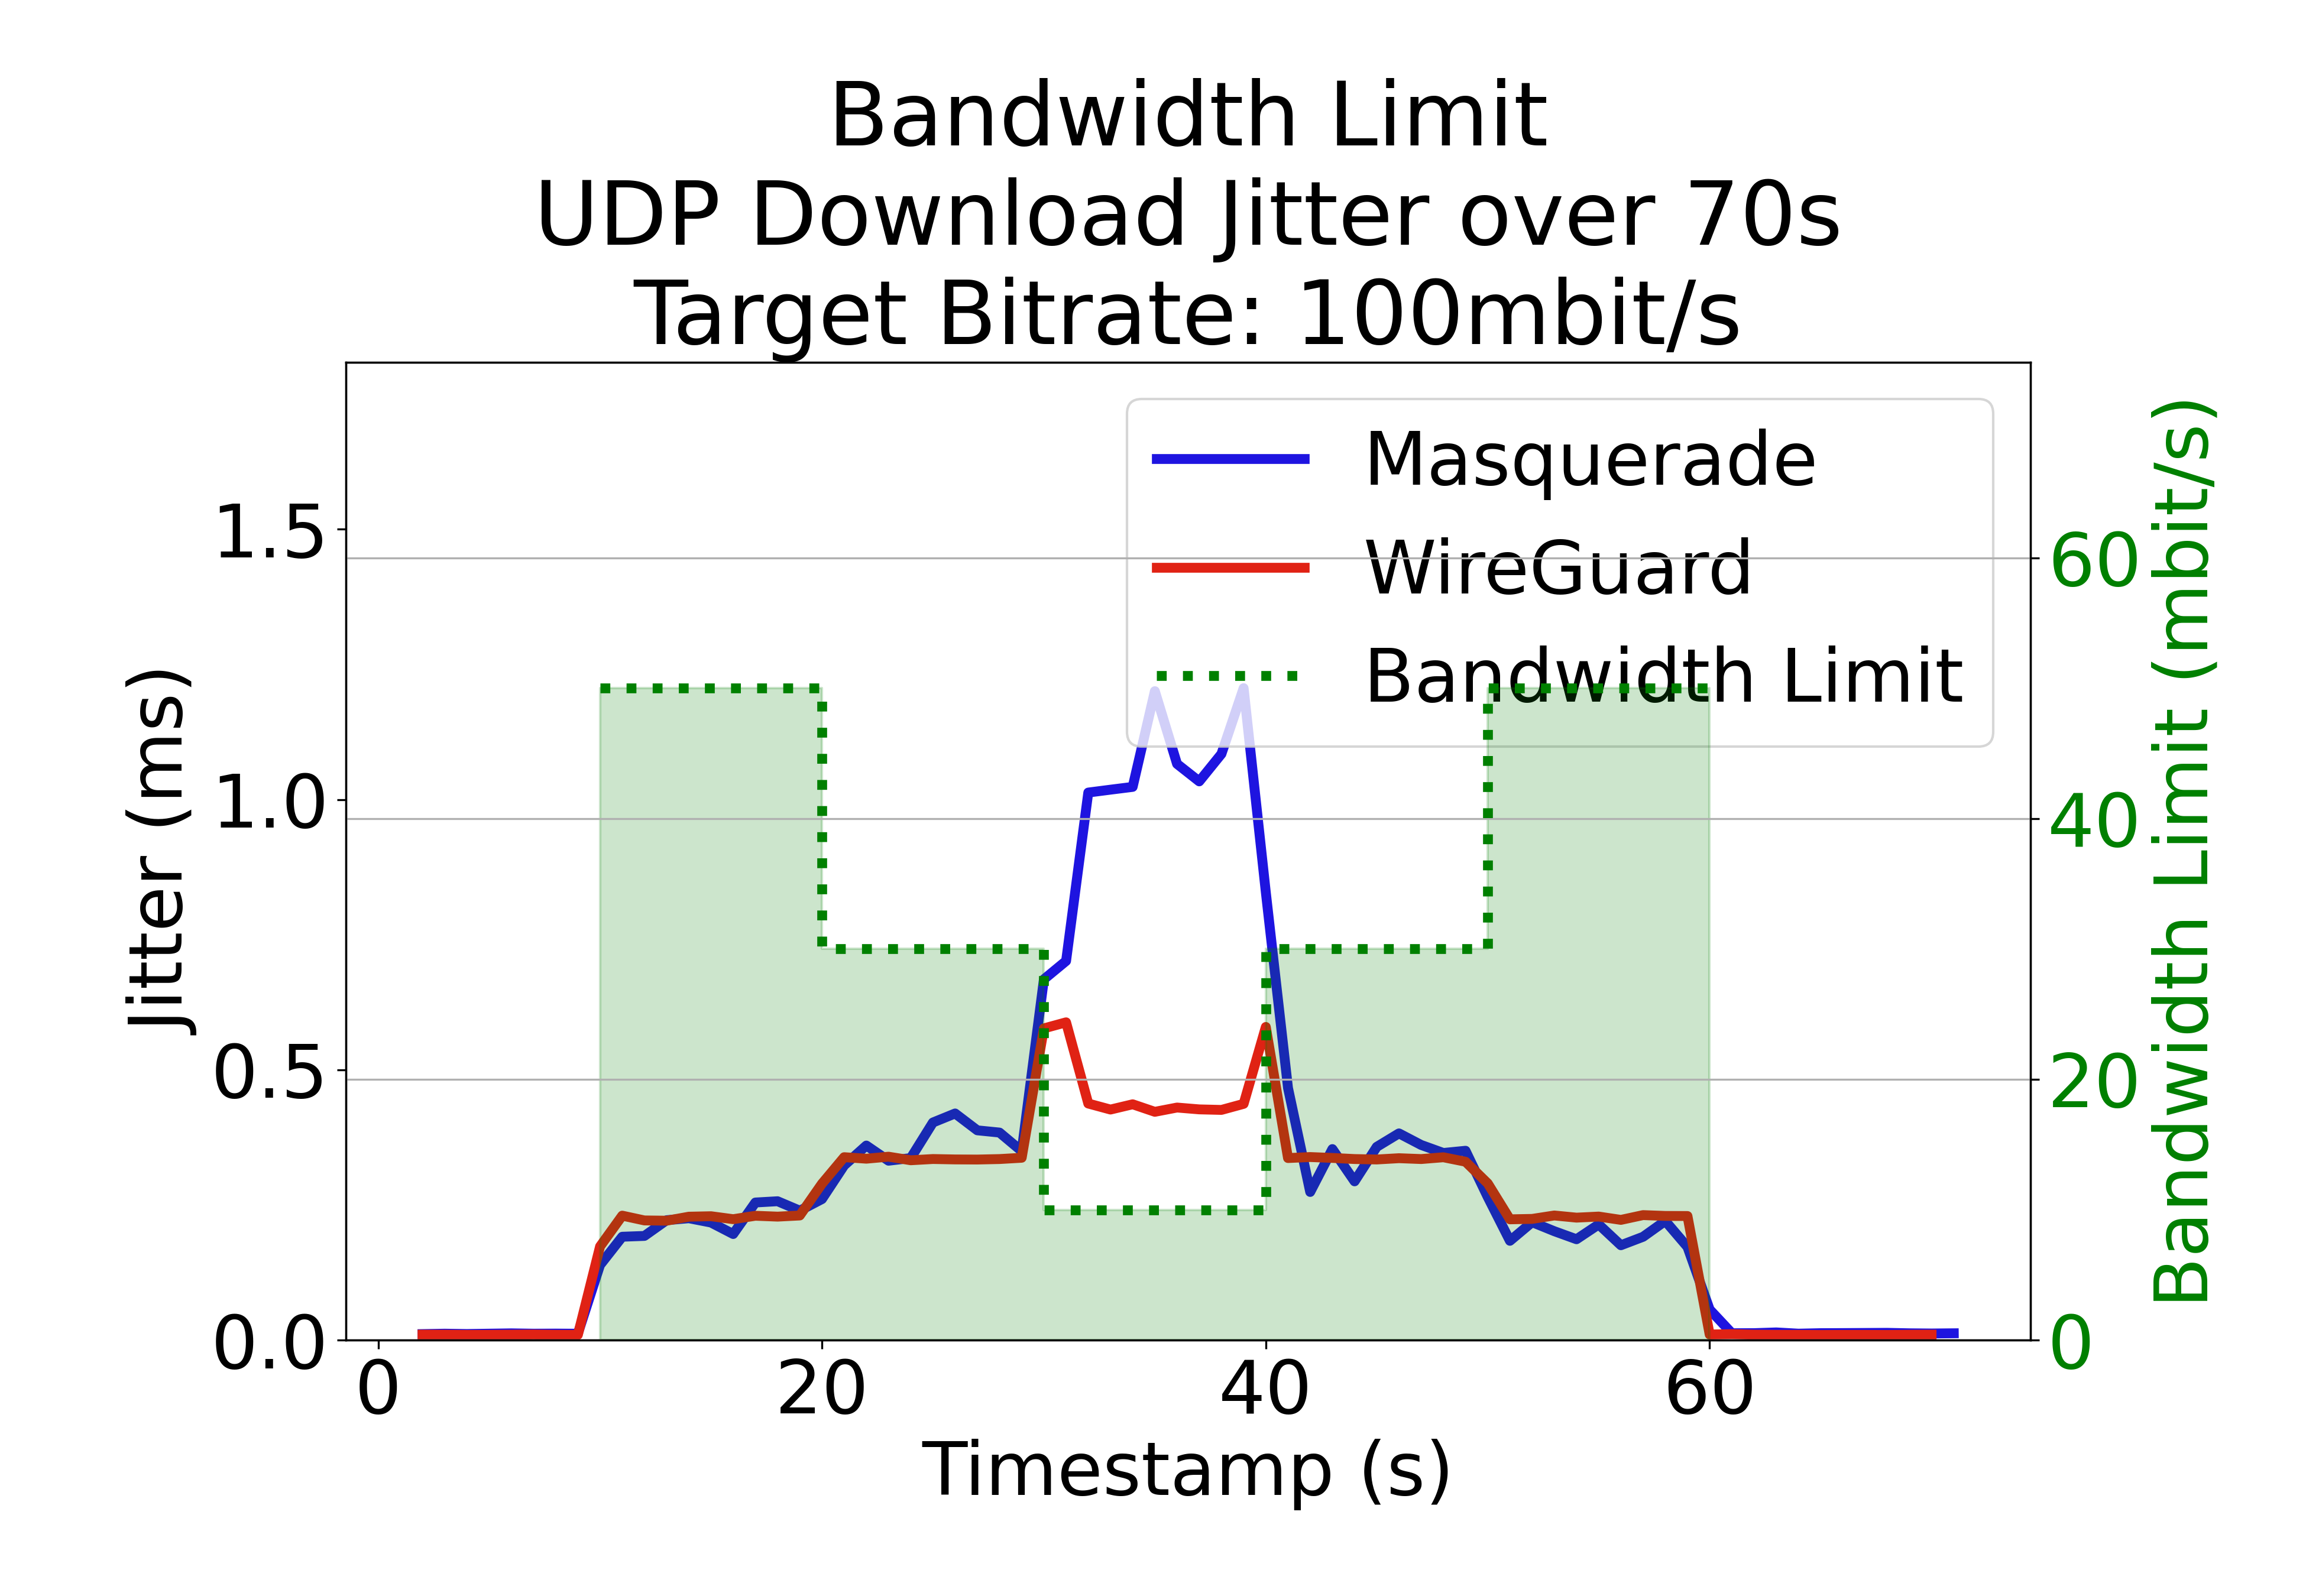 Bandwidth Limit
UDP Download Jitter over 70s
Target Bitrate: 100mbit/s
Masquerade
WireGuard
Bandwidth Limit
Jitter (ms)
1.5
1.0
0.5
0.0
0
20
40
60
Timestamp (s)
60
40
20
0
Bandwidth Limit (mbit/s)